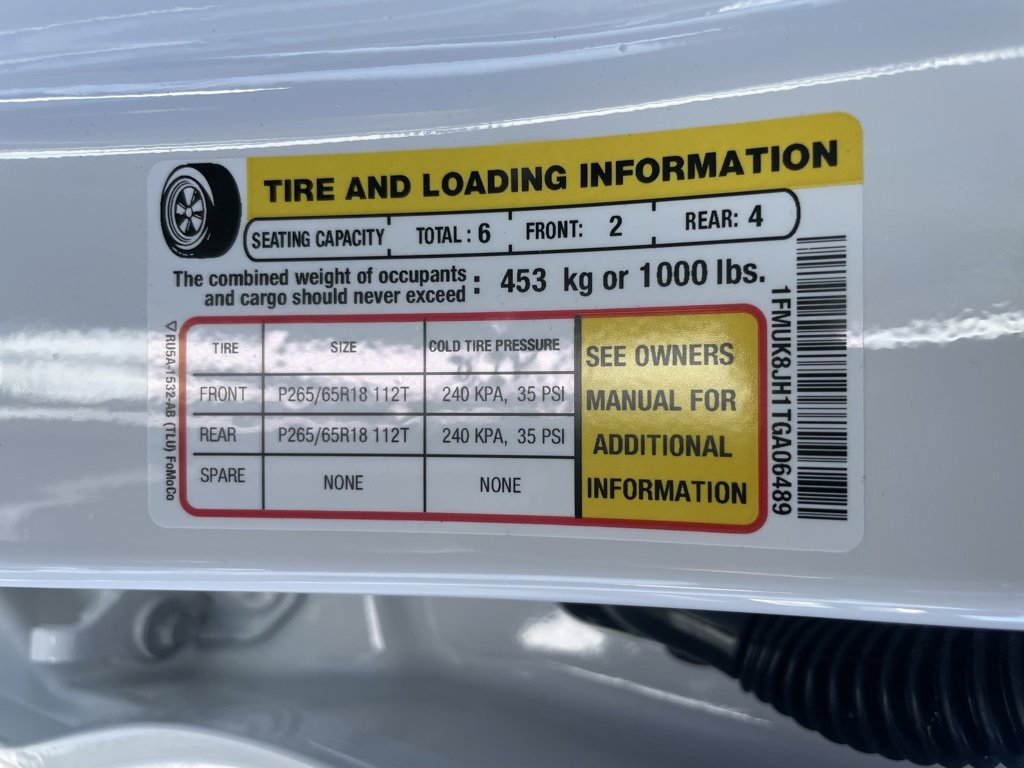 TIRE AND LOADING INFORMATION
SEATING CAPACITY TOTAL : 6 FRONT: 2 REAR: 4
The combined weight of occupants
and cargo should never exceed : 453 kg or 1000 lbs.
TIRE SIZE COLD TIRE PRESSURE
FRONT P265/65R18 112T 240 KPA, 35 PSI
REAR P265/65R18 112T 240 KPA, 35 PSI
SPARE NONE NONE
SEE OWNERS
MANUAL FOR
ADDITIONAL
INFORMATION
1FMUK8JH1TGA06489
RU5A-1532-AB (TLU) FoMoCo